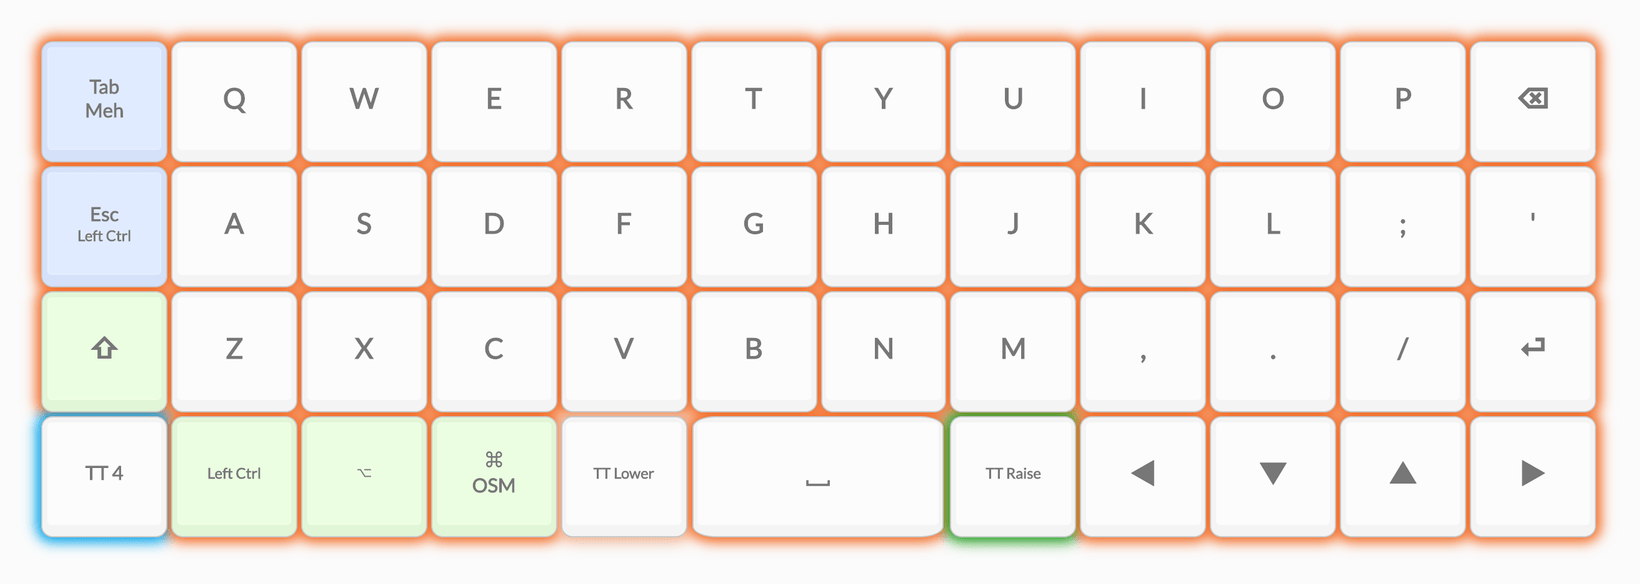 Tab
Meh
Q W E R T Y U I O P ⌫
Esc
Left Ctrl
A S D F G H J K L ; '
⇧ Z X C V B N M , . / ⏎
TT 4
Left Ctrl
⌥
⌘
OSM
TT Lower
⎵
TT Raise
◀ ▼ ▲ ▶